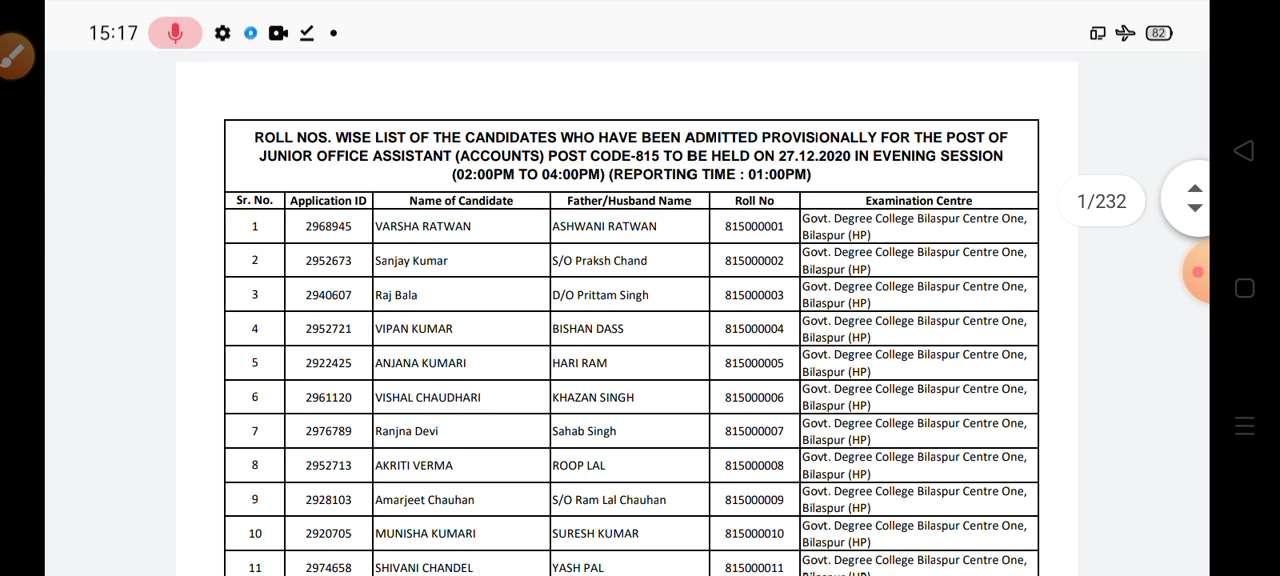 15:17
82
ROLL NOS. WISE LIST OF THE CANDIDATES WHO HAVE BEEN ADMITTED PROVISIONALLY FOR THE POST OF
JUNIOR OFFICE ASSISTANT (ACCOUNTS) POST CODE-815 TO BE HELD ON 27.12.2020 IN EVENING SESSION
(02:00PM TO 04:00PM) (REPORTING TIME : 01:00PM)
1/232
Sr. No. Application ID Name of Candidate Father/Husband Name Roll No Examination Centre
1 2968945 VARSHA RATWAN ASHWANI RATWAN 815000001 Govt. Degree College Bilaspur Centre One,
Bilaspur (HP)
2 2952673 Sanjay Kumar S/O Praksh Chand 815000002 Govt. Degree College Bilaspur Centre One,
Bilaspur (HP)
3 2940607 Raj Bala D/O Prittam Singh 815000003 Govt. Degree College Bilaspur Centre One,
Bilaspur (HP)
4 2952721 VIPAN KUMAR BISHAN DASS 815000004 Govt. Degree College Bilaspur Centre One,
Bilaspur (HP)
5 2922425 ANJANA KUMARI HARI RAM 815000005 Govt. Degree College Bilaspur Centre One,
Bilaspur (HP)
6 2961120 VISHAL CHAUDHARI KHAZAN SINGH 815000006 Govt. Degree College Bilaspur Centre One,
Bilaspur (HP)
7 2976789 Ranjna Devi Sahab Singh 815000007 Govt. Degree College Bilaspur Centre One,
Bilaspur (HP)
8 2952713 AKRITI VERMA ROOP LAL 815000008 Govt. Degree College Bilaspur Centre One,
Bilaspur (HP)
9 2928103 Amarjeet Chauhan S/O Ram Lal Chauhan 815000009 Govt. Degree College Bilaspur Centre One,
Bilaspur (HP)
10 2920705 MUNISHA KUMARI SURESH KUMAR 815000010 Govt. Degree College Bilaspur Centre One,
Bilaspur (HP)
11 2974658 SHIVANI CHANDEL YASH PAL 815000011 Govt. Degree College Bilaspur Centre One,